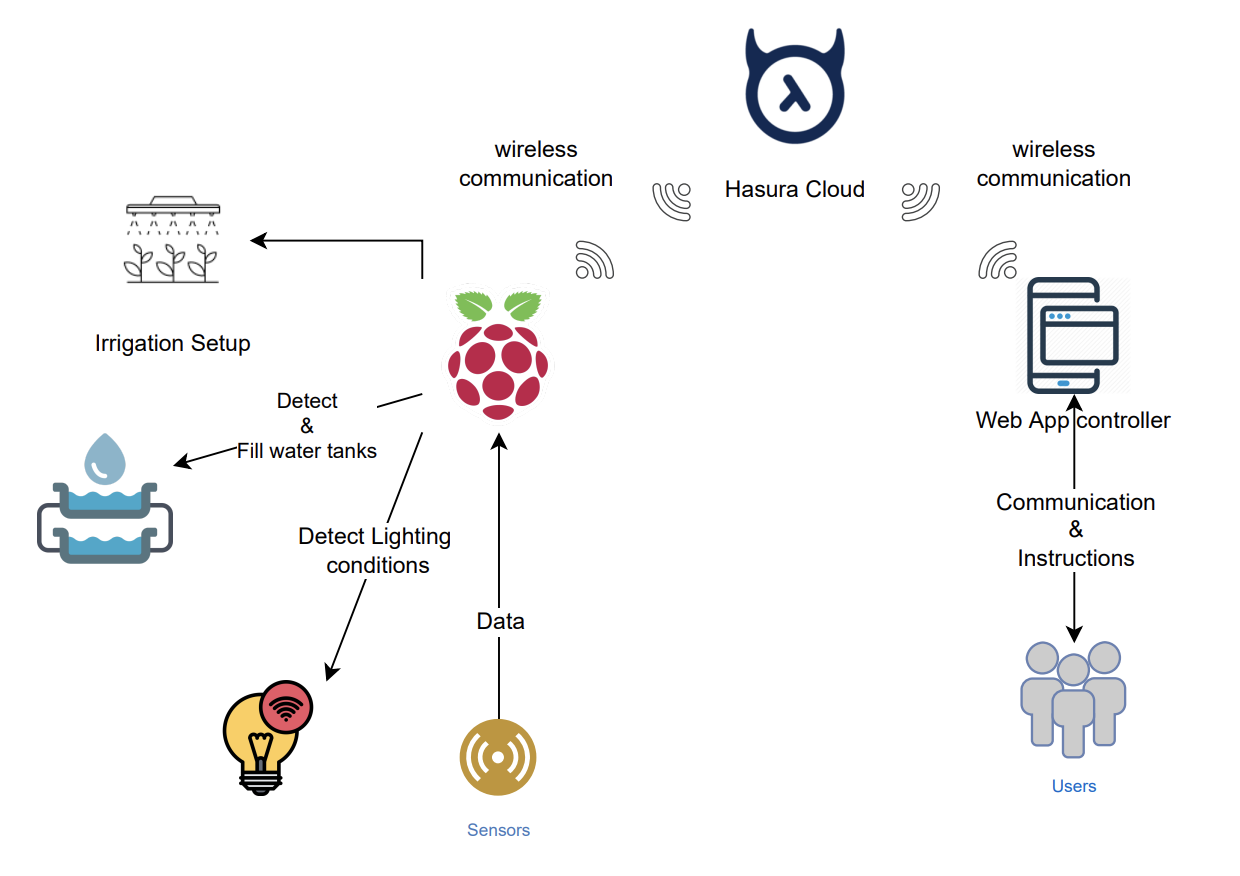 wireless
communication
Hasura Cloud
wireless
communication
Irrigation Setup
Detect
&
Fill water tanks
Web App controller
Detect Lighting
conditions
Communication
&
Instructions
Data
Users
Sensors